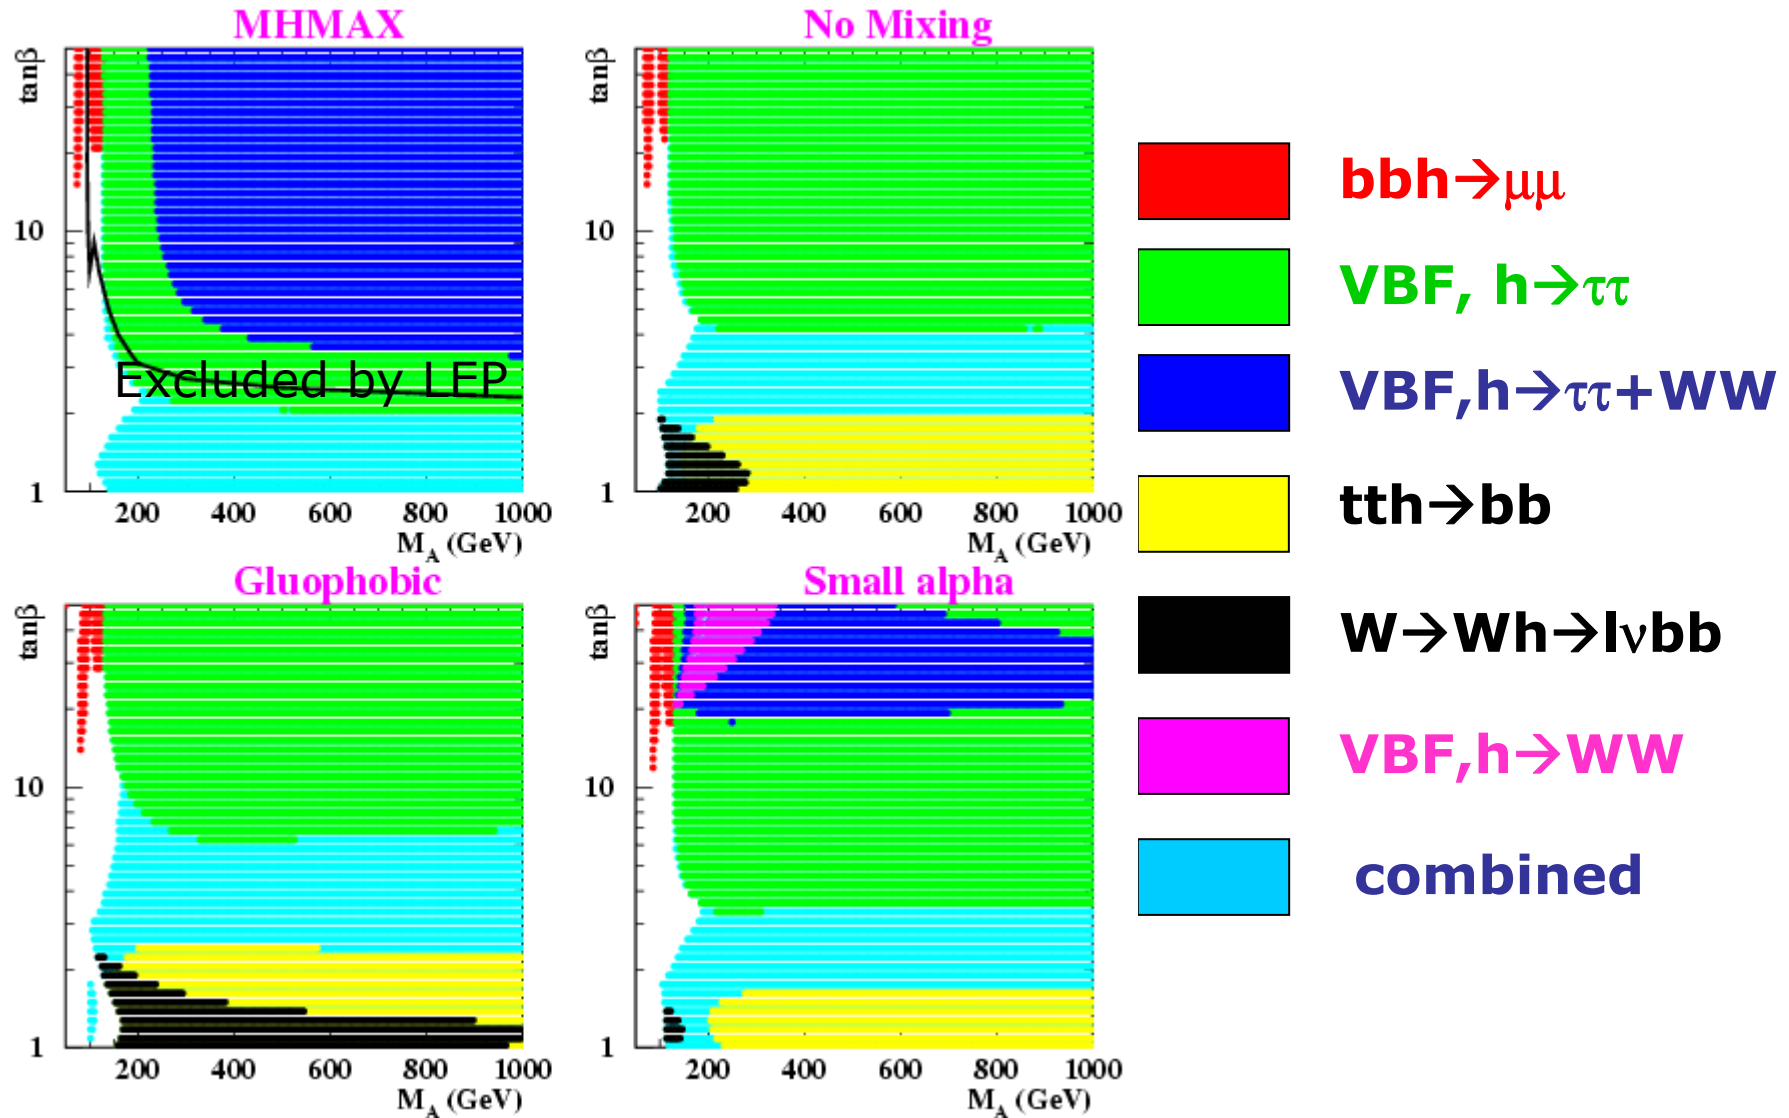 MHMAX
No Mixing
tanβ
10
1
200 400 600 800 1000
M_A (GeV)
Excluded by LEP
tanβ
10
1
200 400 600 800 1000
M_A (GeV)
Gluophobic
Small alpha
tanβ
10
1
200 400 600 800 1000
M_A (GeV)
tanβ
10
1
200 400 600 800 1000
M_A (GeV)
bbh→μμ
VBF, h→ττ
VBF,h→ττ+WW
tth→bb
W→Wh→lνbb
VBF,h→WW
combined